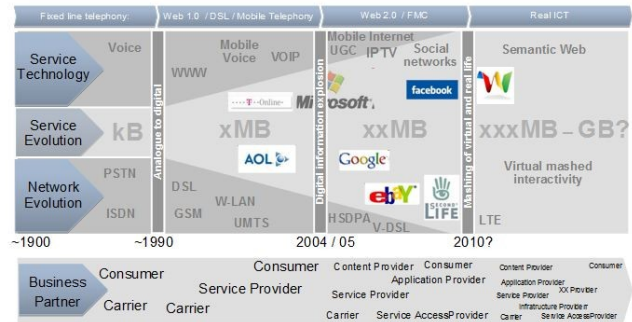 Fixed line telephony:
Web 1.0 / DSL / Mobile Telephony
Web 2.0 / FMC
Real ICT
Service Technology
Voice
WWW
Mobile Voice
VOIP
Mobile Internet
UGC
IPTV
Social networks
Semantic Web
T--Online
Microsoft
facebook
Service Evolution
kB
xMB
xxMB
xxxMB – GB?
Analogue to digital
Digital information explosion
Mashing of virtual and real life
AOL
Google
ebaY
SECOND LIFE
Virtual mashed interactivity
Network Evolution
PSTN
ISDN
DSL
GSM
W-LAN
UMTS
HSDPA
V-DSL
LTE
~1900
~1990
2004 / 05
2010?
Business Partner
Consumer
Carrier
Consumer
Service Provider
Carrier
Content Provider
Consumer
Application Provider
Service Provider
Carrier
Service AccessProvider
Content Provider
Consumer
Application Provider
XX Provider
Service Provider
Infrastructure Provider
Carrier
Service AccessProvider